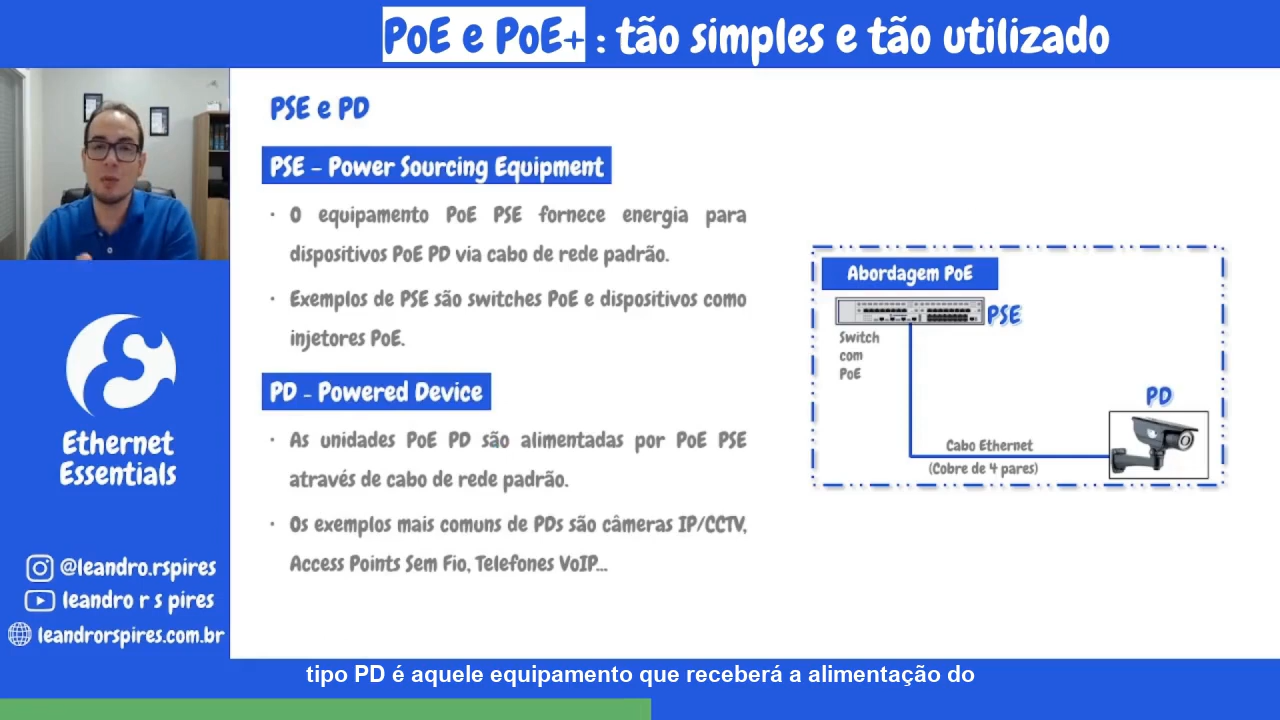 PoE e PoE+ : tão simples e tão utilizado
PSE e PD
PSE – Power Sourcing Equipment
· O equipamento PoE PSE fornece energia para
dispositivos PoE PD via cabo de rede padrão.
· Exemplos de PSE são switches PoE e dispositivos como
injetores PoE.
PD – Powered Device
· As unidades PoE PD são alimentadas por PoE PSE
através de cabo de rede padrão.
· Os exemplos mais comuns de PDs são câmeras IP/CCTV,
Access Points Sem Fio, Telefones VoIP...
Abordagem PoE
PSE
Switch
com
PoE
PD
Cabo Ethernet
(Cobre de 4 pares)
Ethernet
Essentials
@leandro.rspires
leandro r s pires
leandrorspires.com.br
tipo PD é aquele equipamento que receberá a alimentação do